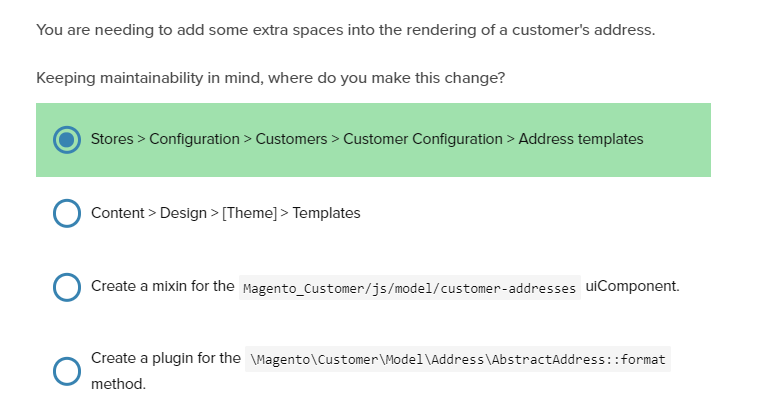 You are needing to add some extra spaces into the rendering of a customer's address.
Keeping maintainability in mind, where do you make this change?
Stores > Configuration > Customers > Customer Configuration > Address templates
Content > Design > [Theme] > Templates
Create a mixin for the Magento_Customer/js/model/customer-addresses uiComponent.
Create a plugin for the \Magento\Customer\Model\Address\AbstractAddress::format
method.